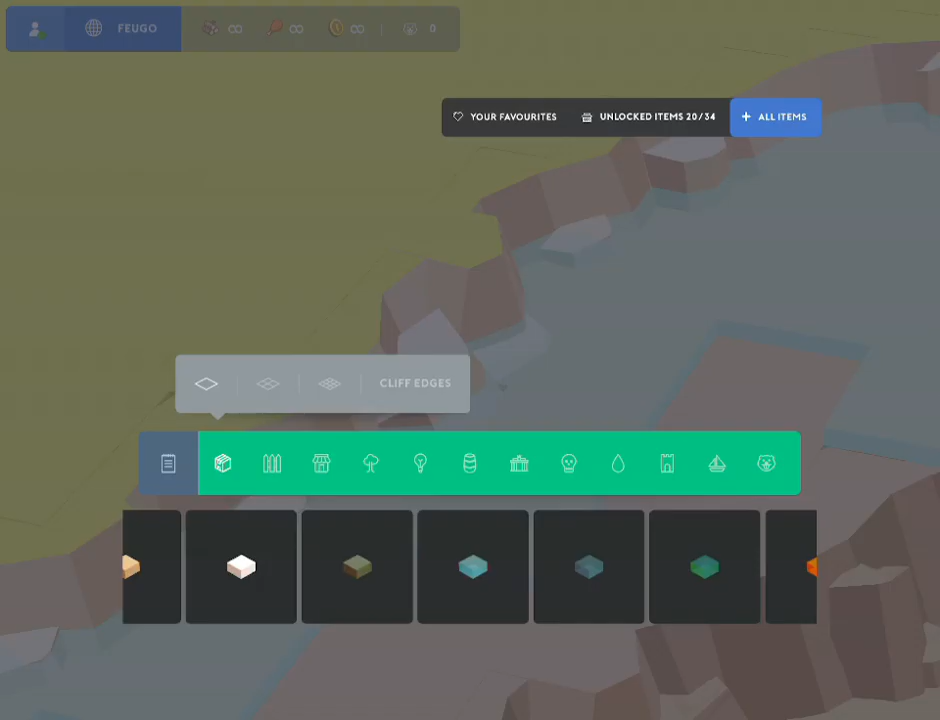 FEUGO ∞ ∞ ∞ 0
YOUR FAVOURITES UNLOCKED ITEMS 20/34 + ALL ITEMS
CLIFF EDGES